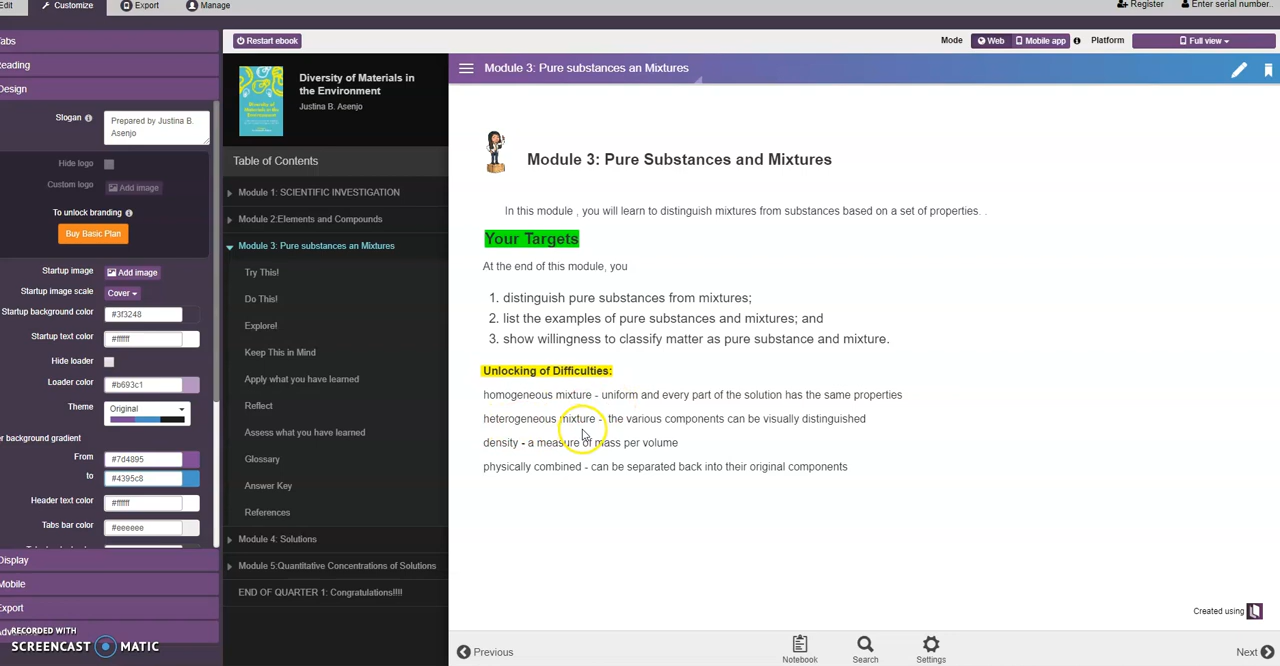 Edit
Customize
Export
Manage
Register
Enter serial number..
Tabs
Reading
Design
Slogan
Prepared by Justina B.
Asenjo
Hide logo
Custom logo
Add image
To unlock branding
Buy Basic Plan
Startup image
Add image
Startup image scale
Cover
Startup background color
#3f3248
Startup text color
#ffffff
Hide loader
Loader color
#b693c1
Theme
Original
er background gradient
From
#7d4895
to
#4395c8
Header text color
#ffffff
Tabs bar color
#eeeeee
Display
Mobile
Export
RECORDED WITH
SCREENCAST MATIC
Restart ebook
Mode
Web
Mobile app
Platform
Full view
Diversity of Materials in
the Environment
Justina B. Asenjo
Table of Contents
Module 1: SCIENTIFIC INVESTIGATION
Module 2:Elements and Compounds
Module 3: Pure substances an Mixtures
Try This!
Do This!
Explore!
Keep This in Mind
Apply what you have learned
Reflect
Assess what you have learned
Glossary
Answer Key
References
Module 4: Solutions
Module 5:Quantitative Concentrations of Solutions
END OF QUARTER 1: Congratulations!!!!
Module 3: Pure substances an Mixtures
Module 3: Pure Substances and Mixtures
In this module , you will learn to distinguish mixtures from substances based on a set of properties. .
Your Targets
At the end of this module, you
1. distinguish pure substances from mixtures;
2. list the examples of pure substances and mixtures; and
3. show willingness to classify matter as pure substance and mixture.
Unlocking of Difficulties:
homogeneous mixture - uniform and every part of the solution has the same properties
heterogeneous mixture - the various components can be visually distinguished
density - a measure of mass per volume
physically combined - can be separated back into their original components
Created using
Previous
Notebook
Search
Settings
Next